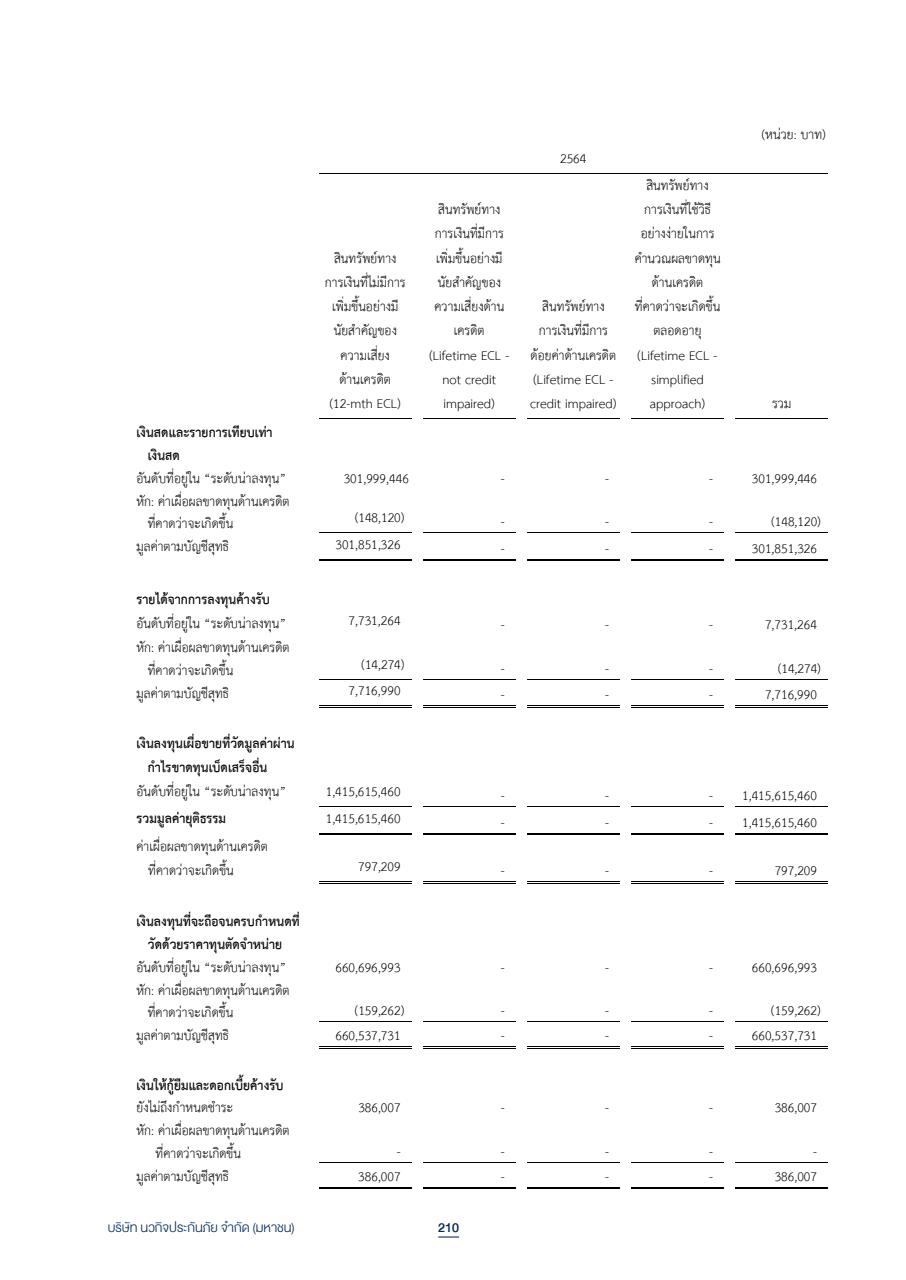 (หน่วย: บาท)
2564
สินทรัพย์ทาง
การเงินที่ไม่มีการ
เพิ่มขึ้นอย่างมี
นัยสำคัญของ
ความเสี่ยง
ด้านเครดิต
(12-mth ECL)
สินทรัพย์ทาง
การเงินที่มีการ
เพิ่มขึ้นอย่างมี
นัยสำคัญของ
ความเสี่ยงด้าน
เครดิต
(Lifetime ECL -
not credit
impaired)
สินทรัพย์ทาง
การเงินที่มีการ
ด้อยค่าด้านเครดิต
(Lifetime ECL -
credit impaired)
สินทรัพย์ทาง
การเงินที่ใช้วิธี
อย่างง่ายในการ
คำนวณผลขาดทุน
ด้านเครดิต
ที่คาดว่าจะเกิดขึ้น
ตลอดอายุ
(Lifetime ECL -
simplified
approach)
รวม
เงินสดและรายการเทียบเท่า
เงินสด
อันดับที่อยู่ใน “ระดับน่าลงทุน” 301,999,446 - - - 301,999,446
หัก: ค่าเผื่อผลขาดทุนด้านเครดิต
ที่คาดว่าจะเกิดขึ้น (148,120) - - - (148,120)
มูลค่าตามบัญชีสุทธิ 301,851,326 - - - 301,851,326
รายได้จากการลงทุนค้างรับ
อันดับที่อยู่ใน “ระดับน่าลงทุน” 7,731,264 - - - 7,731,264
หัก: ค่าเผื่อผลขาดทุนด้านเครดิต
ที่คาดว่าจะเกิดขึ้น (14,274) - - - (14,274)
มูลค่าตามบัญชีสุทธิ 7,716,990 - - - 7,716,990
เงินลงทุนเผื่อขายที่วัดมูลค่าผ่าน
กำไรขาดทุนเบ็ดเสร็จอื่น
อันดับที่อยู่ใน “ระดับน่าลงทุน” 1,415,615,460 - - - 1,415,615,460
รวมมูลค่ายุติธรรม 1,415,615,460 - - - 1,415,615,460
ค่าเผื่อผลขาดทุนด้านเครดิต
ที่คาดว่าจะเกิดขึ้น 797,209 - - - 797,209
เงินลงทุนที่จะถือจนครบกำหนดที่
วัดด้วยราคาทุนตัดจำหน่าย
อันดับที่อยู่ใน “ระดับน่าลงทุน” 660,696,993 - - - 660,696,993
หัก: ค่าเผื่อผลขาดทุนด้านเครดิต
ที่คาดว่าจะเกิดขึ้น (159,262) - - - (159,262)
มูลค่าตามบัญชีสุทธิ 660,537,731 - - - 660,537,731
เงินให้กู้ยืมและดอกเบี้ยค้างรับ
ยังไม่ถึงกำหนดชำระ 386,007 - - - 386,007
หัก: ค่าเผื่อผลขาดทุนด้านเครดิต
ที่คาดว่าจะเกิดขึ้น - - - - -
มูลค่าตามบัญชีสุทธิ 386,007 - - - 386,007
บริษัท นวกิจประกันภัย จำกัด (มหาชน) 210